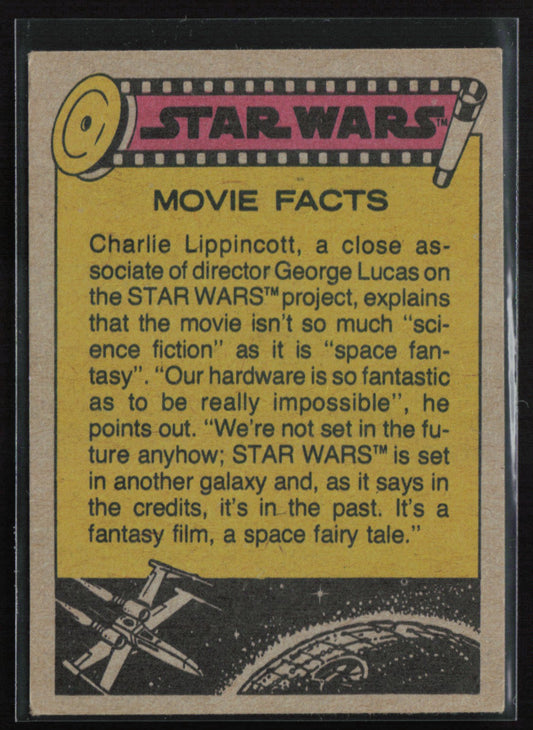 STAR WARS™
MOVIE FACTS
Charlie Lippincott, a close as-
sociate of director George Lucas on
the STAR WARS™ project, explains
that the movie isn't so much "sci-
ence fiction" as it is "space fan-
tasy". "Our hardware is so fantastic
as to be really impossible", he
points out. "We're not set in the fu-
ture anyhow; STAR WARS™ is set
in another galaxy and, as it says in
the credits, it's in the past. It's a
fantasy film, a space fairy tale."